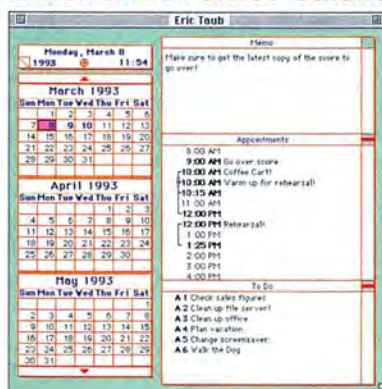 Eric Taub
Monday, March 8
1993 11:54
March 1993
Sun Mon Tue Wed Thu Fri Sat
1 2 3 4 5 6
7 8 9 10 11 12 13
14 15 16 17 18 19 20
21 22 23 24 25 26 27
28 29 30 31
April 1993
Sun Mon Tue Wed Thu Fri Sat
1 2 3
4 5 6 7 8 9 10
11 12 13 14 15 16 17
18 19 20 21 22 23 24
25 26 27 28 29 30
May 1993
Sun Mon Tue Wed Thu Fri Sat
1
2 3 4 5 6 7 8
9 10 11 12 13 14 15
16 17 18 19 20 21 22
23 24 25 26 27 28 29
30 31
Memo
Make sure to get the latest copy of the score to
go over!
Appointments
8:00 AM
9:00 AM Go over score
10:00 AM Coffee Cart!
10:00 AM Warm up for rehearsal!
10:15 AM
11:00 AM
12:00 PM
12:00 PM Rehearsal!
1:00 PM
1:25 PM
2:00 PM
3:00 PM
4:00 PM
To Do
A 1 Check sales figures
A 2 Clean up file server!
A 3 Clean up office
A 4 Plan vacation
A 5 Change screensaver
A 6 Walk the Dog